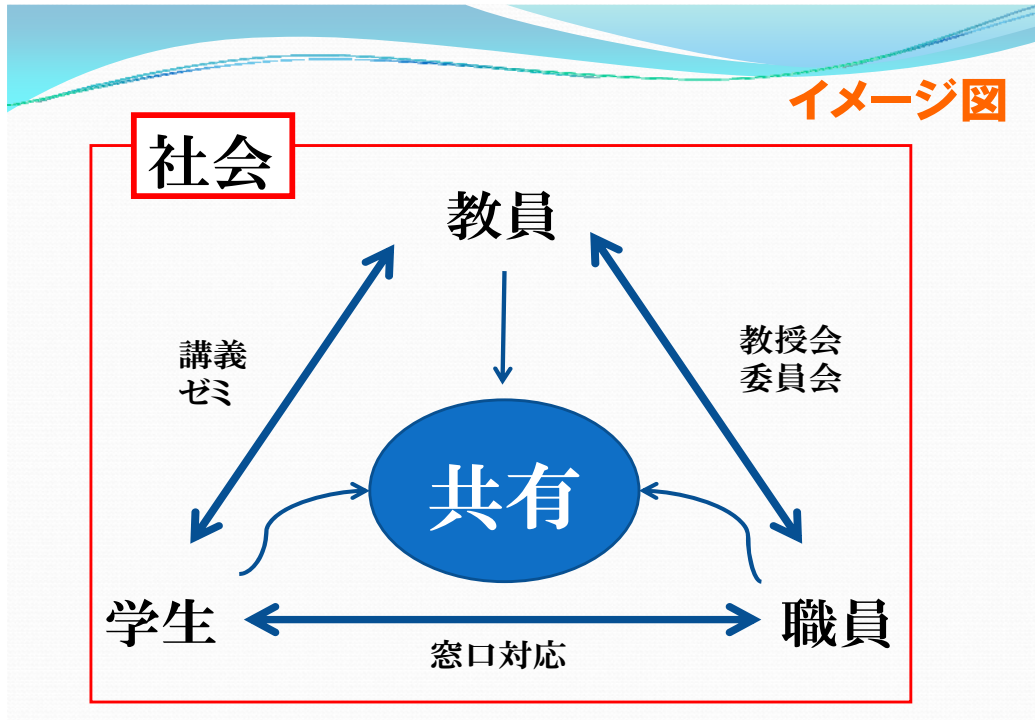 イメージ図
社会
教員
講義
ゼミ
教授会
委員会
共有
学生
職員
窓口対応